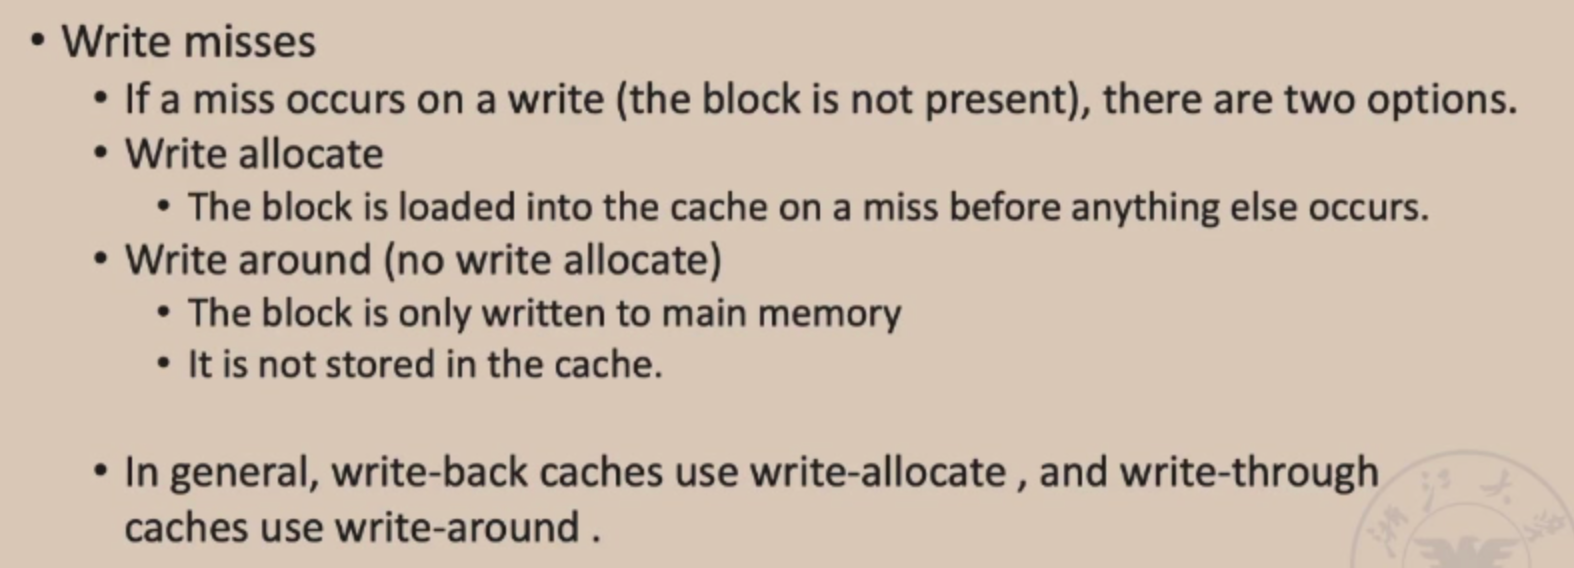 • Write misses
• If a miss occurs on a write (the block is not present), there are two options.
• Write allocate
• The block is loaded into the cache on a miss before anything else occurs.
• Write around (no write allocate)
• The block is only written to main memory
• It is not stored in the cache.
• In general, write-back caches use write-allocate , and write-through
caches use write-around .